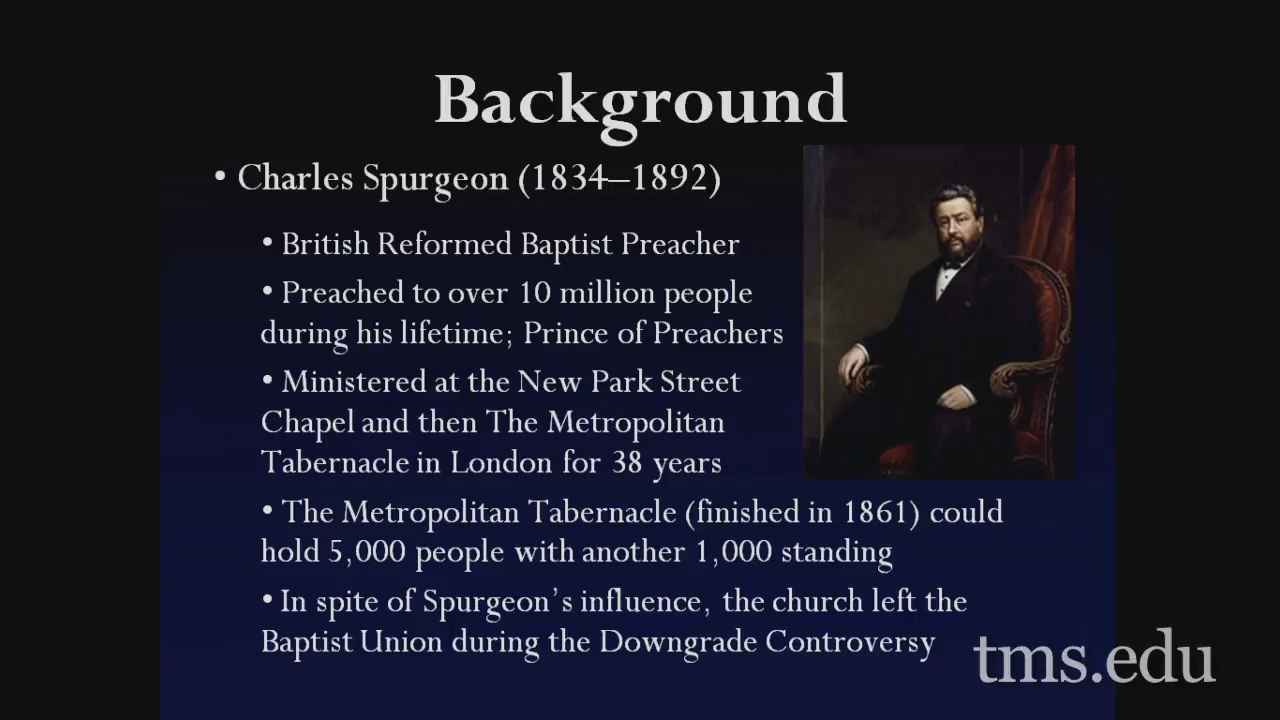 Background
• Charles Spurgeon (1834–1892)
• British Reformed Baptist Preacher
• Preached to over 10 million people
during his lifetime; Prince of Preachers
• Ministered at the New Park Street
Chapel and then The Metropolitan
Tabernacle in London for 38 years
• The Metropolitan Tabernacle (finished in 1861) could
hold 5,000 people with another 1,000 standing
• In spite of Spurgeon’s influence, the church left the
Baptist Union during the Downgrade Controversy
tms.edu